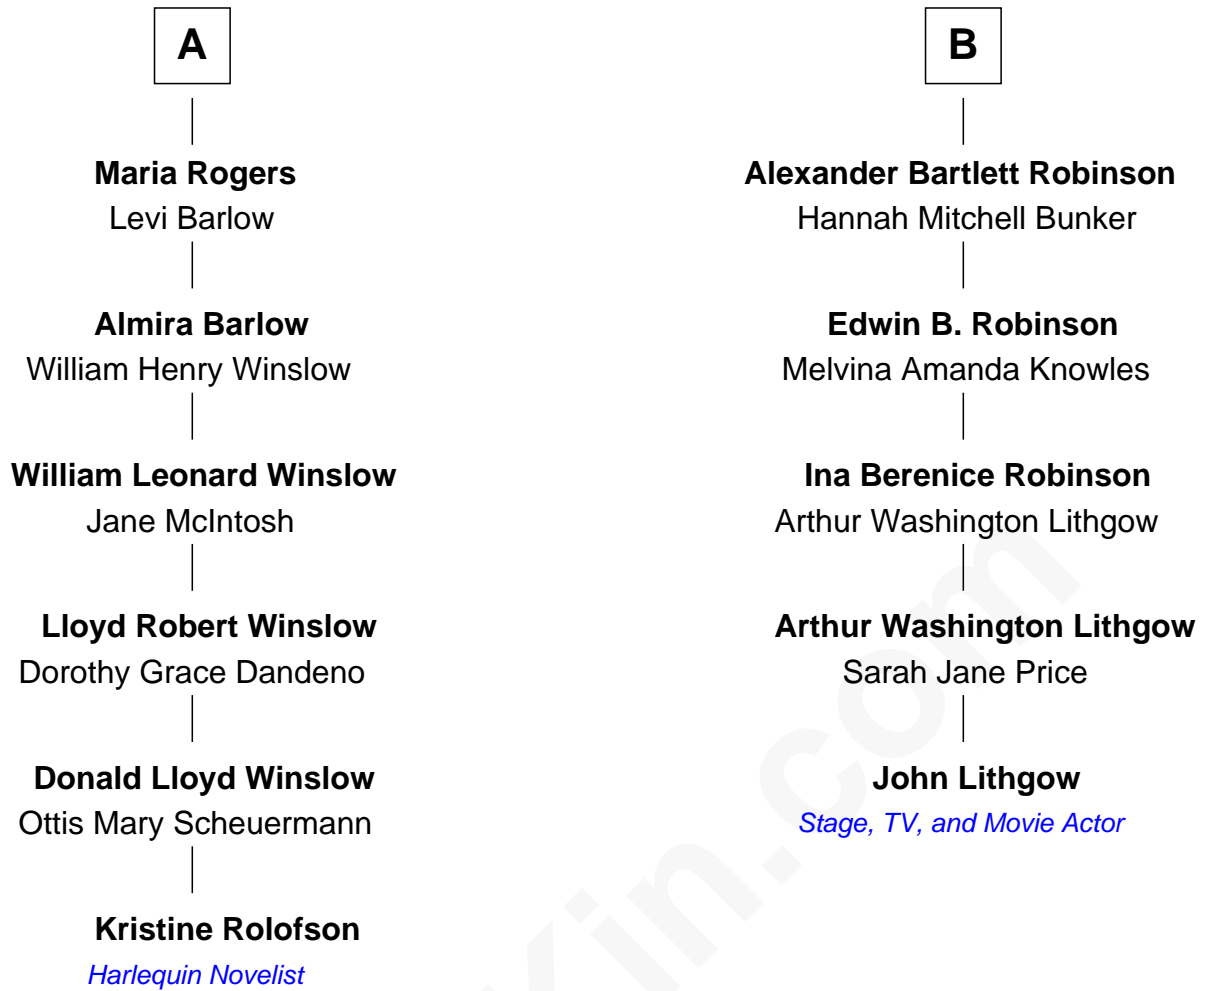 A
Maria Rogers
Levi Barlow
Almira Barlow
William Henry Winslow
William Leonard Winslow
Jane McIntosh
Lloyd Robert Winslow
Dorothy Grace Dandeno
Donald Lloyd Winslow
Ottis Mary Scheuermann
Kristine Rolofson
Harlequin Novelist
B
Alexander Bartlett Robinson
Hannah Mitchell Bunker
Edwin B. Robinson
Melvina Amanda Knowles
Ina Berenice Robinson
Arthur Washington Lithgow
Arthur Washington Lithgow
Sarah Jane Price
John Lithgow
Stage, TV, and Movie Actor
Kin.com